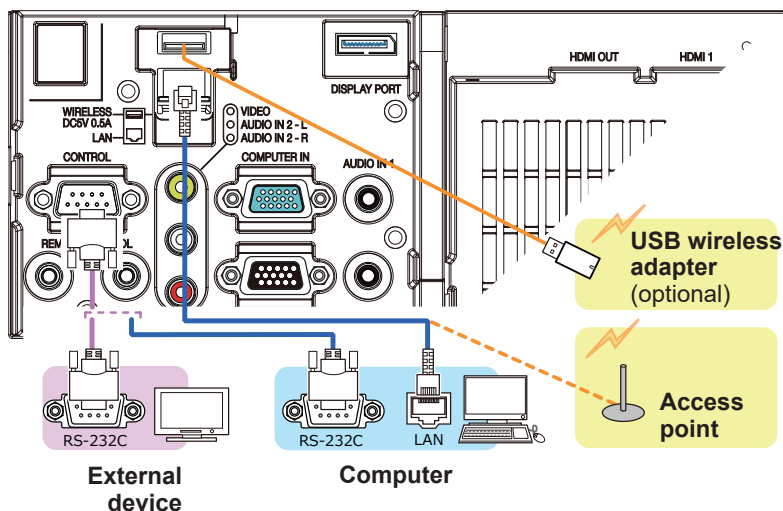 HDMI OUT
HDMI 1
DISPLAY PORT
WIRELESS
DC5V 0.5A
LAN
VIDEO
AUDIO IN 2 - L
AUDIO IN 2 - R
CONTROL
COMPUTER IN
AUDIO IN 1
USB wireless
adapter
(optional)
Access
point
RS-232C
RS-232C
LAN
External
device
Computer